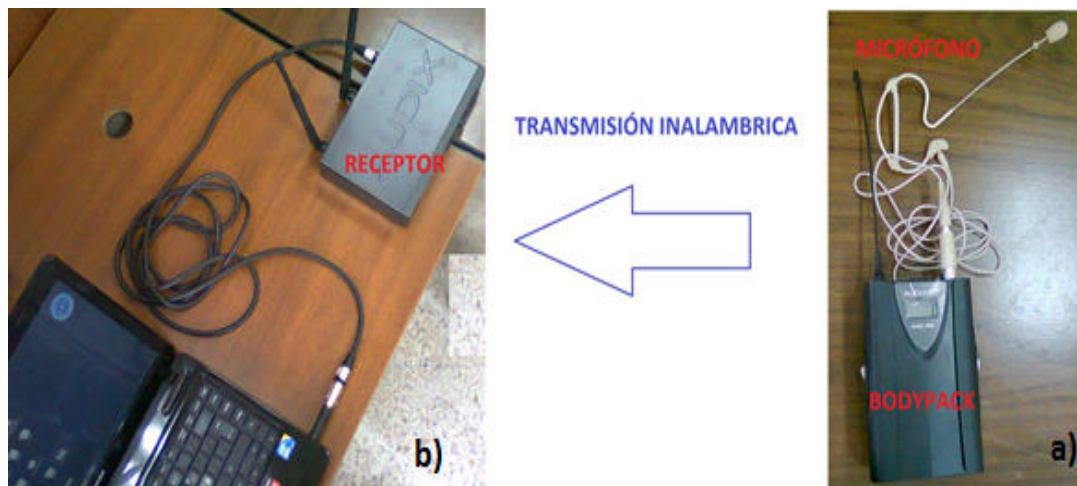 MICRÓFONO
RECEPTOR
TRANSMISIÓN INALAMBRICA
BODYPACK
b)
a)